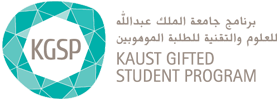 KGSP
برنامج جامعة الملك عبدالله
للعلوم والتقنية للطلبة الموهوبين
KAUST GIFTED
STUDENT PROGRAM